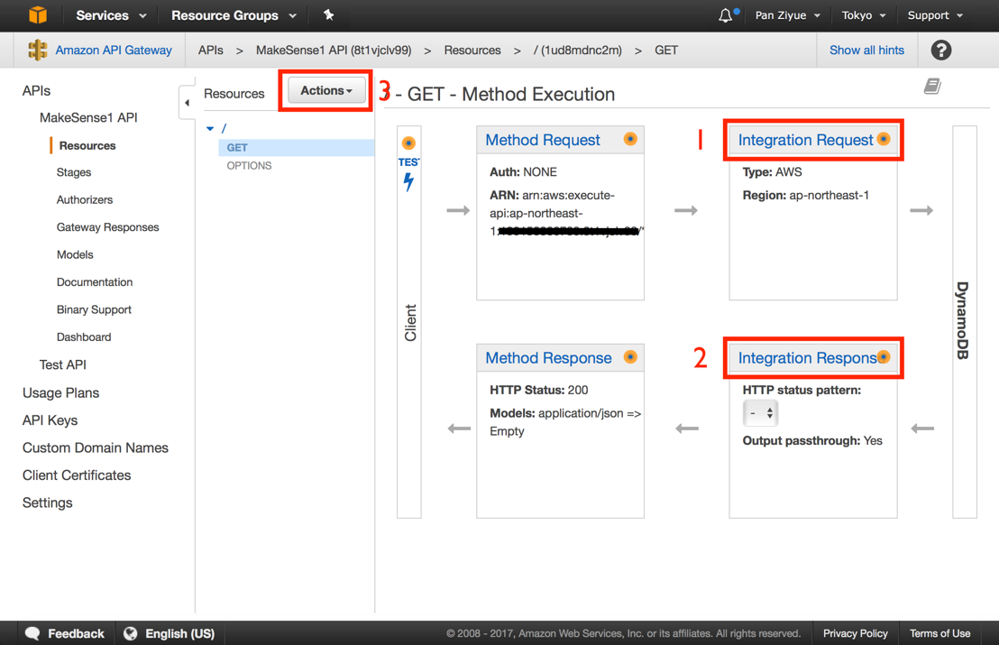 Services Resource Groups Pan Ziyue Tokyo Support
Amazon API Gateway APIs > MakeSense1 API (8t1vjclv99) > Resources > / (1ud8mdnc2m) > GET Show all hints ?
APIs
MakeSense1 API
Resources
Stages
Authorizers
Gateway Responses
Models
Documentation
Binary Support
Dashboard
Test API
Usage Plans
API Keys
Custom Domain Names
Client Certificates
Settings
Resources Actions 3
/
GET
OPTIONS
- GET - Method Execution
TES
Client
Method Request
Auth: NONE
ARN: arn:aws:execute-
api:ap-northeast-
1:
1
Integration Request
Type: AWS
Region: ap-northeast-1
Method Response
HTTP Status: 200
Models: application/json =>
Empty
2
Integration Respons
HTTP status pattern:
-
Output passthrough: Yes
DynamoDB
Feedback English (US) © 2008 - 2017, Amazon Web Services, Inc. or its affiliates. All rights reserved. Privacy Policy Terms of Use